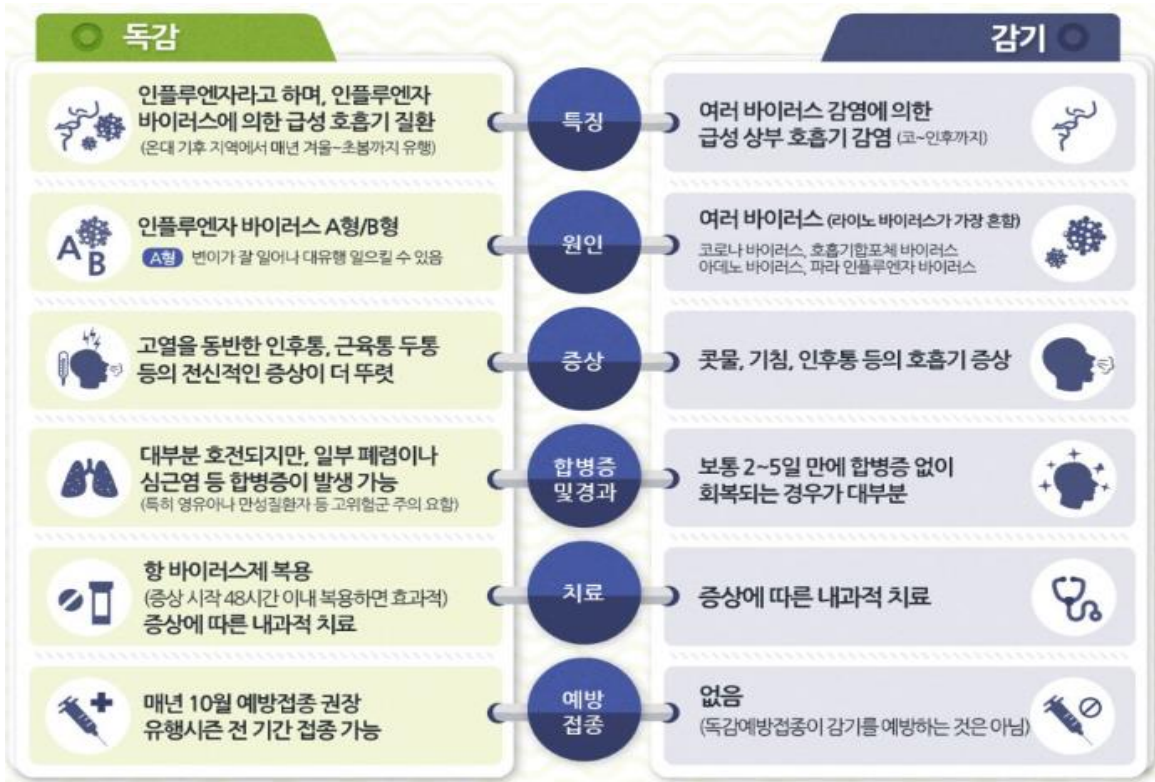 독감
감기
인플루엔자라고 하며, 인플루엔자
바이러스에 의한 급성 호흡기 질환
(온대 기후 지역에서 매년 겨울~초봄까지 유행)
특징
여러 바이러스 감염에 의한
급성 상부 호흡기 감염 (코~인후까지)
A
B
인플루엔자 바이러스 A형/B형
A형 변이가 잘 일어나 대유행 일으킬 수 있음
원인
여러 바이러스 (라이노 바이러스가 가장 흔함)
코로나 바이러스, 호흡기합포체 바이러스
아데노 바이러스, 파라 인플루엔자 바이러스
고열을 동반한 인후통, 근육통 두통
등의 전신적인 증상이 더 뚜렷
증상
콧물, 기침, 인후통 등의 호흡기 증상
대부분 호전되지만, 일부 폐렴이나
심근염 등 합병증이 발생 가능
(특히 영유아나 만성질환자 등 고위험군 주의 요함)
합병증
및경과
보통 2~5일 만에 합병증 없이
회복되는 경우가 대부분
항 바이러스제 복용
(증상 시작 48시간 이내 복용하면 효과적)
증상에 따른 내과적 치료
치료
증상에 따른 내과적 치료
매년 10월 예방접종 권장
유행시즌 전 기간 접종 가능
예방
접종
없음
(독감예방접종이 감기를 예방하는 것은 아님)